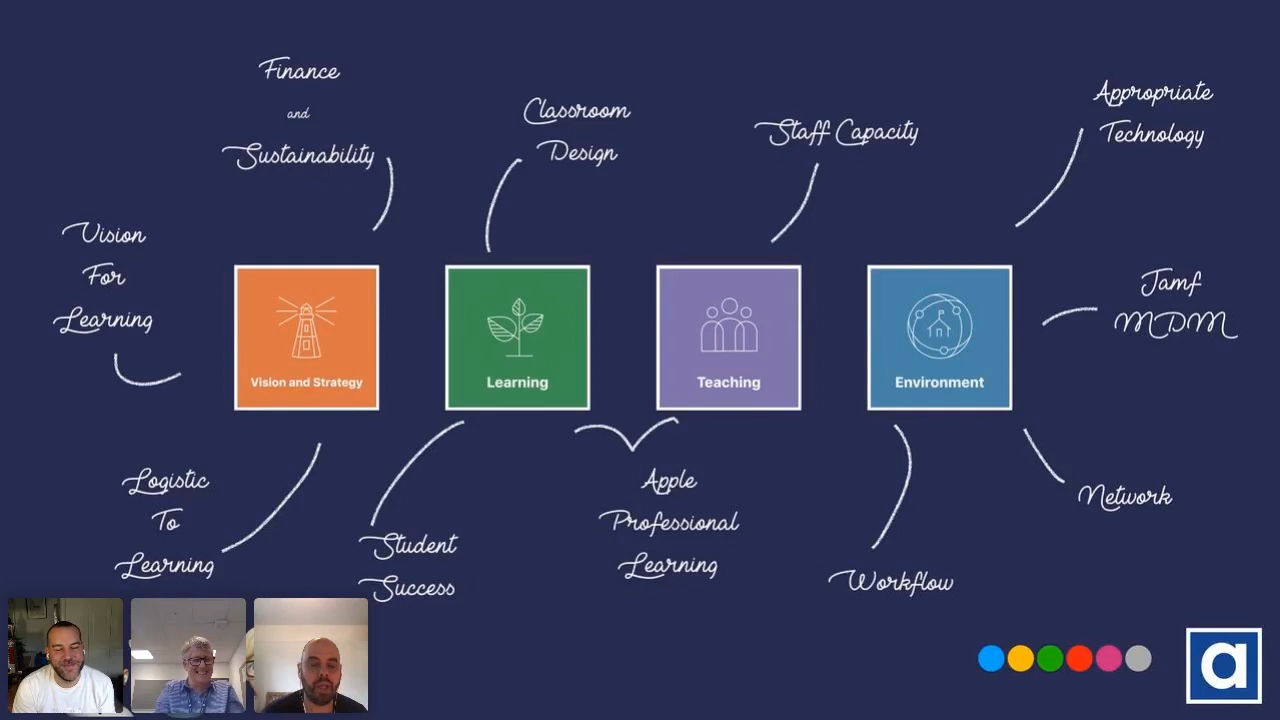 Finance
and
Sustainability
Classroom
Design
Staff Capacity
Appropriate
Technology
Vision
For
Learning
Jamf
MDM
Vision and Strategy
Learning
Teaching
Environment
Logistic
To
Learning
Student
Success
Apple
Professional
Learning
Workflow
Network
a